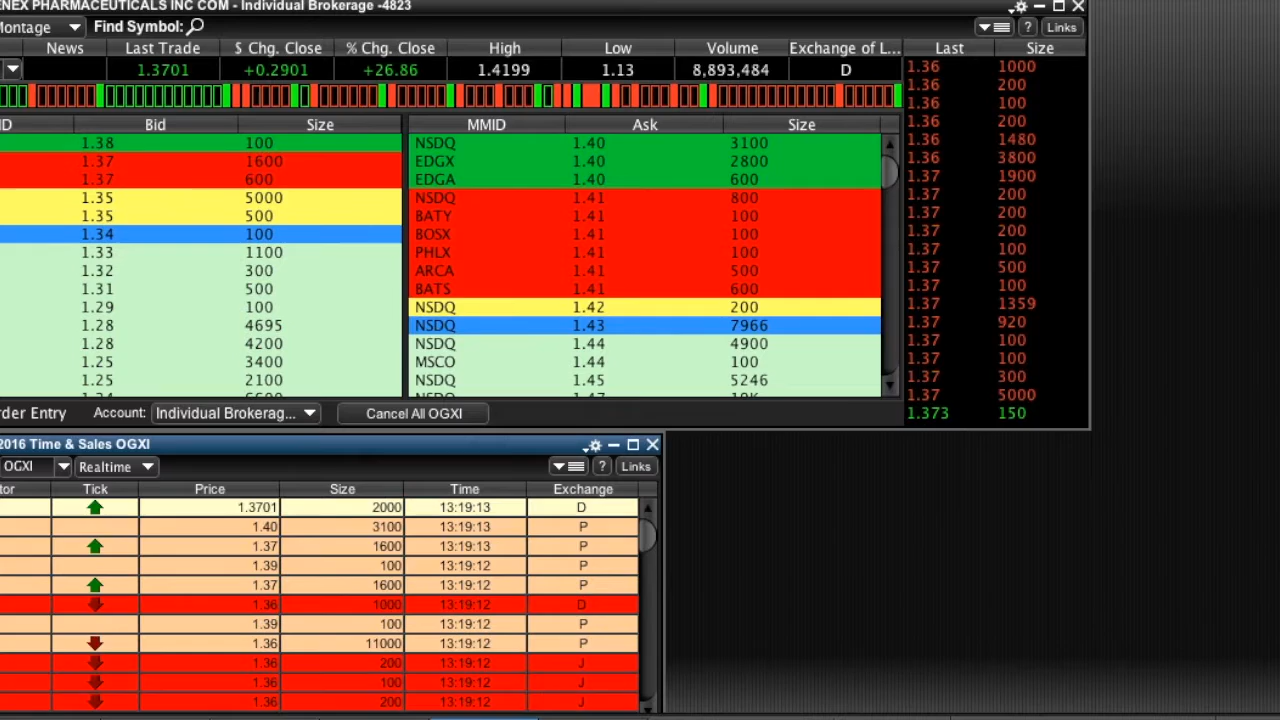 ENEX PHARMACEUTICALS INC COM - Individual Brokerage -4823
Montage Find Symbol: ? Links
News Last Trade $ Chg. Close % Chg. Close High Low Volume Exchange of L... Last Size
1.3701 +0.2901 +26.86 1.4199 1.13 8,893,484 D 1.36 1000
1.36 200
1.36 100
ID Bid Size MMID Ask Size 1.36 200
1.38 100 NSDQ 1.40 3100 1.36 1480
1.37 1600 EDGX 1.40 2800 1.36 3800
1.37 600 EDGA 1.40 600 1.37 1900
1.35 5000 NSDQ 1.41 800 1.37 200
1.35 500 BATY 1.41 100 1.37 200
1.34 100 BOSX 1.41 100 1.37 200
1.33 1100 PHLX 1.41 100 1.37 100
1.32 300 ARCA 1.41 500 1.37 500
1.31 500 BATS 1.41 600 1.37 100
1.29 100 NSDQ 1.42 200 1.37 1359
1.28 4695 NSDQ 1.43 7966 1.37 920
1.28 4200 NSDQ 1.44 4900 1.37 100
1.25 3400 MSCO 1.44 100 1.37 100
1.25 2100 NSDQ 1.45 5246 1.37 300
1.37 5000
rder Entry Account: Individual Brokerag... Cancel All OGXI 1.373 150
2016 Time & Sales OGXI
OGXI Realtime ? Links
tor Tick Price Size Time Exchange
1.3701 2000 13:19:13 D
1.40 3100 13:19:13 P
1.37 1600 13:19:13 P
1.39 100 13:19:12 P
1.37 1600 13:19:12 P
1.36 1000 13:19:12 D
1.39 100 13:19:12 P
1.36 11000 13:19:12 P
1.36 200 13:19:12 J
1.36 100 13:19:12 J
1.36 200 13:19:12 J